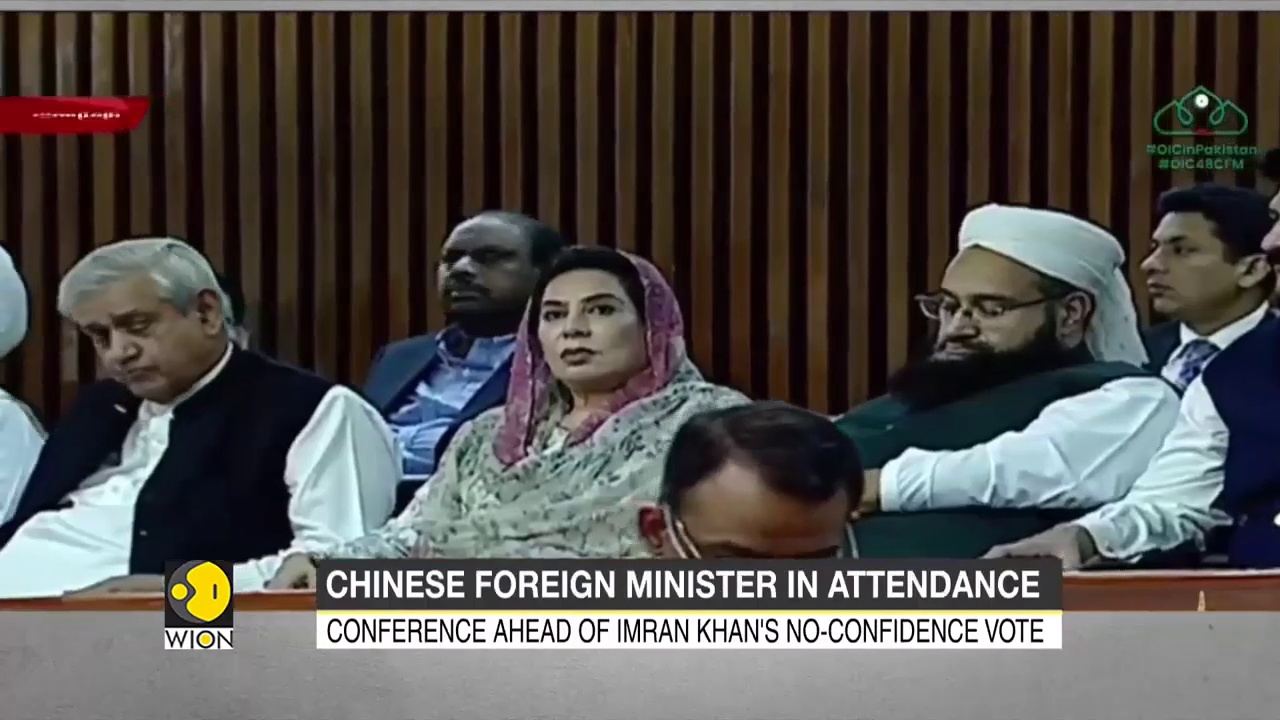 #OICinPakistan
#OIC48CFM
CHINESE FOREIGN MINISTER IN ATTENDANCE
CONFERENCE AHEAD OF IMRAN KHAN'S NO-CONFIDENCE VOTE
WION